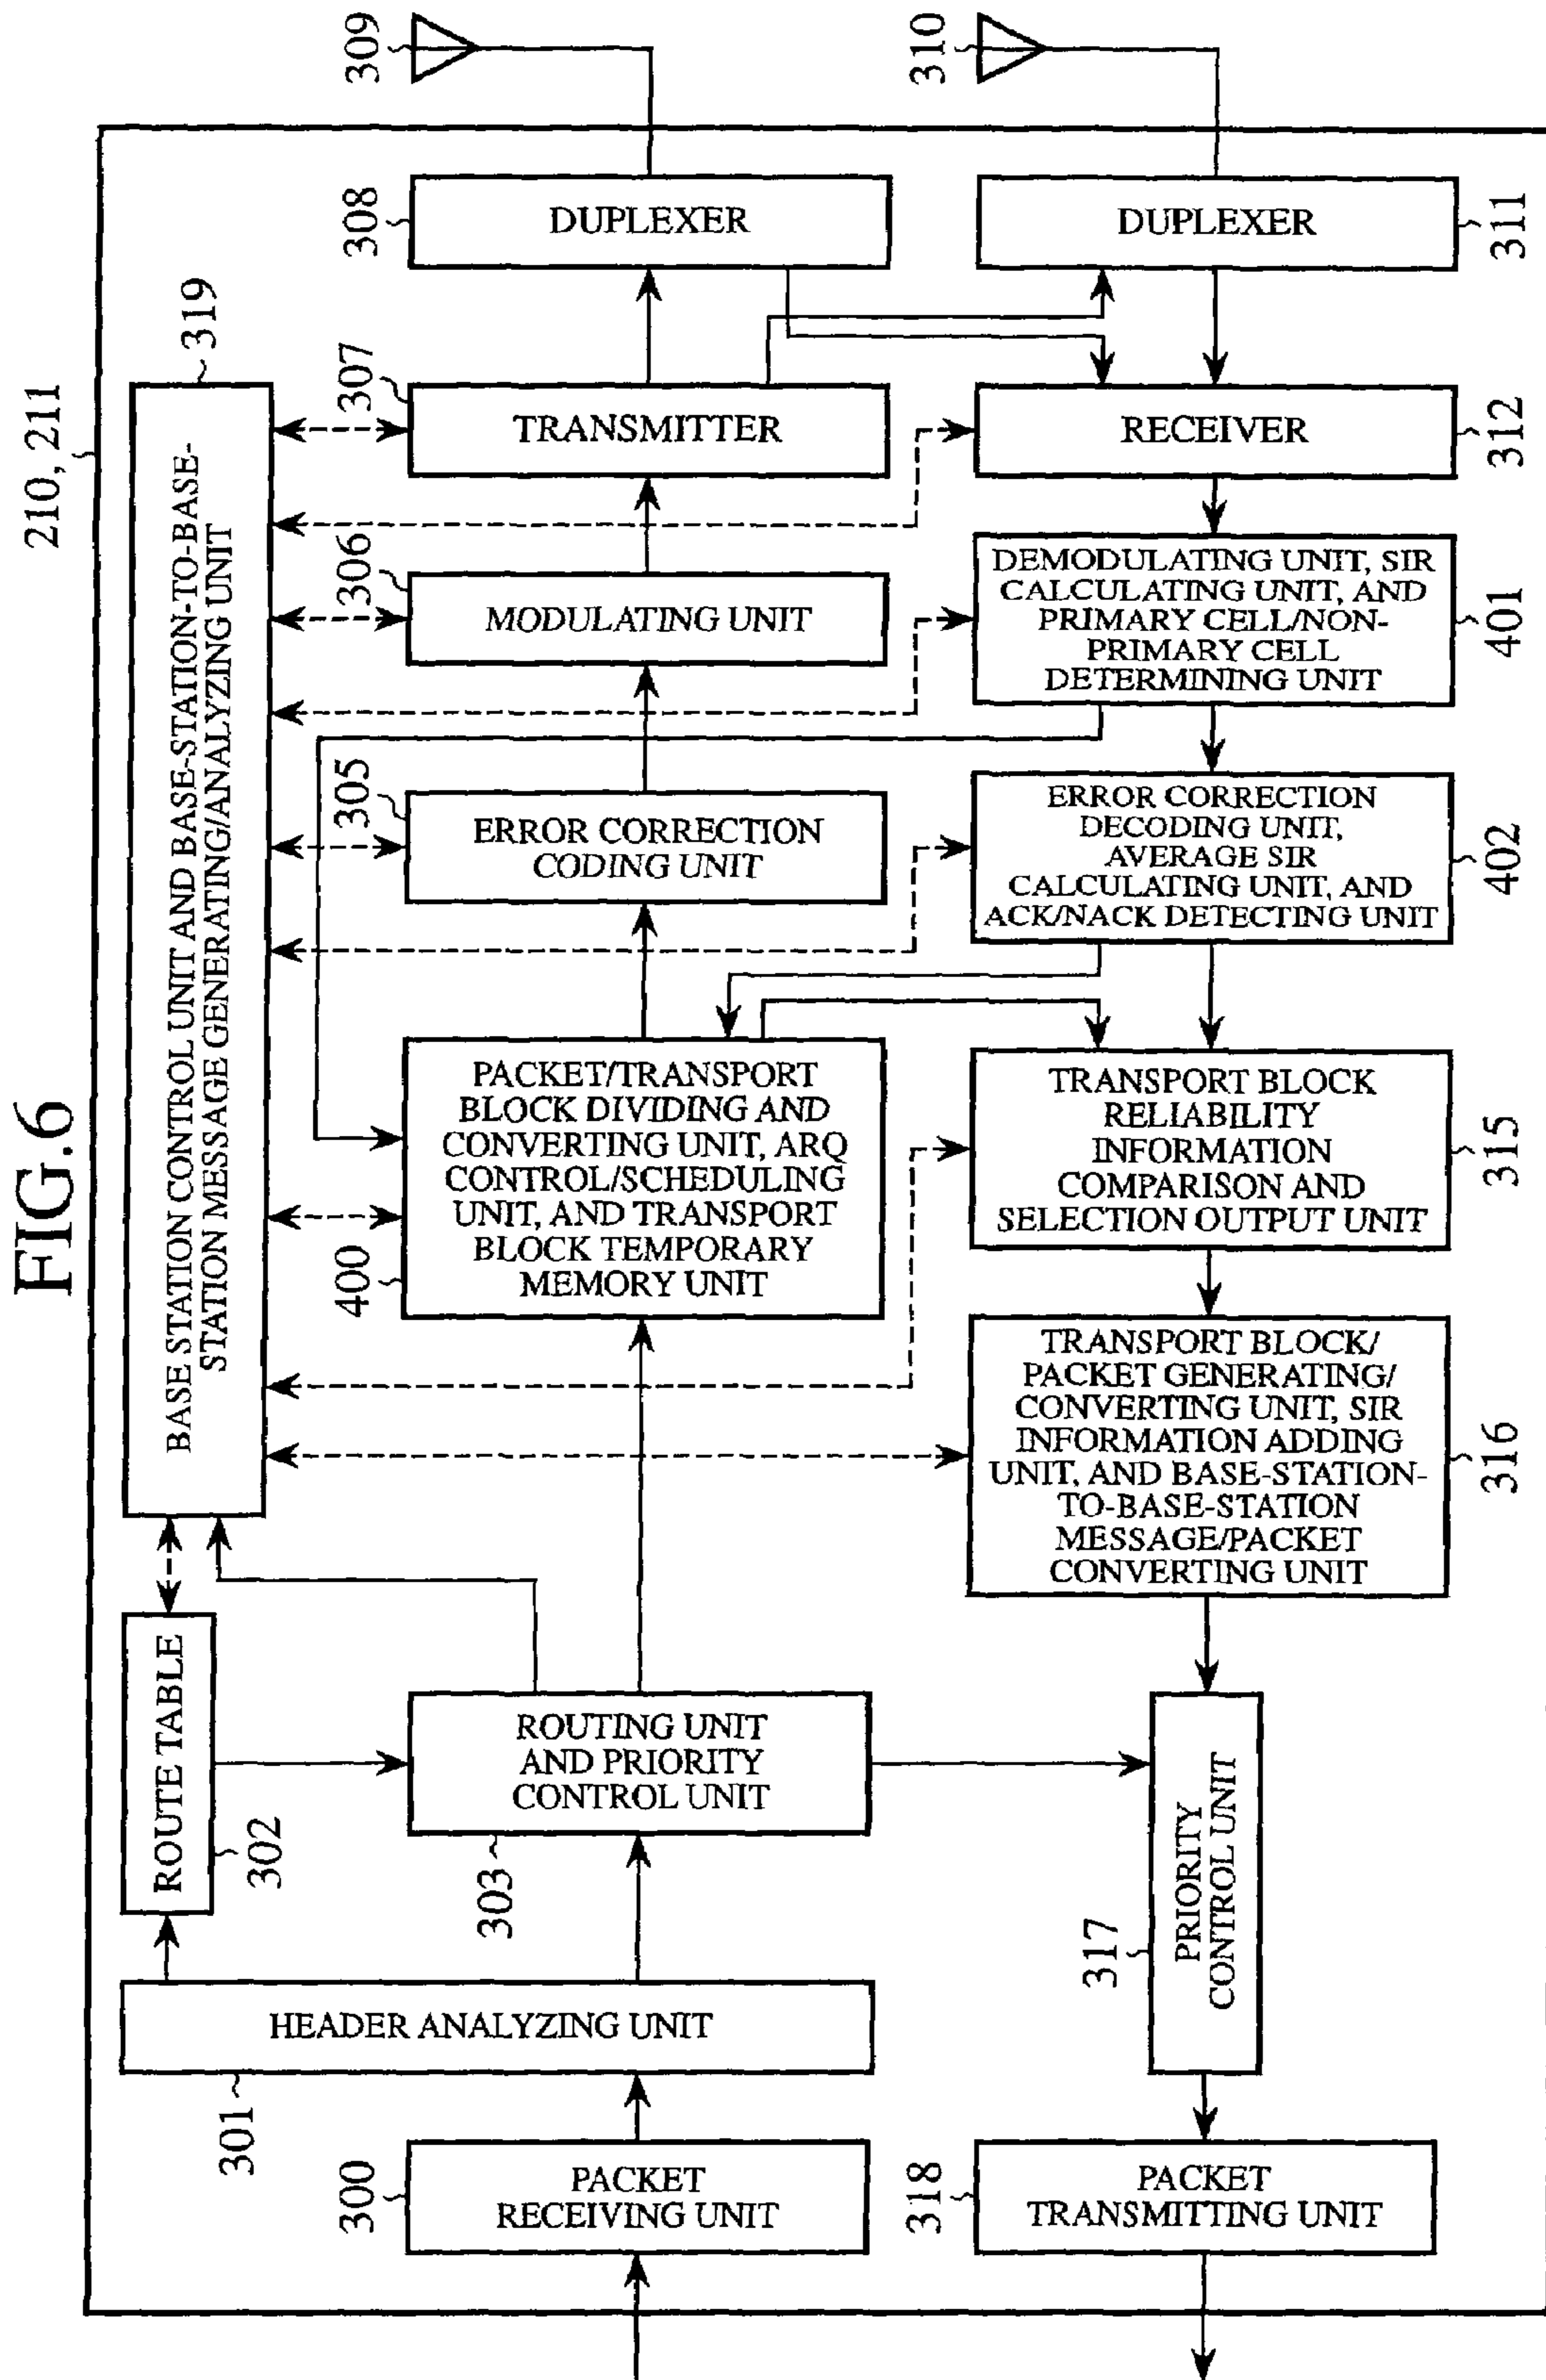 FIG.6
210, 211
BASE STATION CONTROL UNIT AND BASE-STATION-TO-BASE-
STATION MESSAGE GENERATING/ANALYZING UNIT
319
ROUTE TABLE
302
HEADER ANALYZING UNIT
301
PACKET
RECEIVING UNIT
300
ROUTING UNIT
AND PRIORITY
CONTROL UNIT
303
PACKET/TRANSPORT
BLOCK DIVIDING AND
CONVERTING UNIT, ARQ
CONTROL/SCHEDULING
UNIT, AND TRANSPORT
BLOCK TEMPORARY
MEMORY UNIT
400
ERROR CORRECTION
CODING UNIT
305
MODULATING UNIT
306
TRANSMITTER
307
DUPLEXER
308
309
310
DUPLEXER
311
RECEIVER
312
DEMODULATING UNIT, SIR
CALCULATING UNIT, AND
PRIMARY CELL/NON-
PRIMARY CELL
DETERMINING UNIT
401
ERROR CORRECTION
DECODING UNIT,
AVERAGE SIR
CALCULATING UNIT, AND
ACK/NACK DETECTING UNIT
402
TRANSPORT BLOCK
RELIABILITY
INFORMATION
COMPARISON AND
SELECTION OUTPUT UNIT
315
TRANSPORT BLOCK/
PACKET GENERATING/
CONVERTING UNIT, SIR
INFORMATION ADDING
UNIT, AND BASE-STATION-
TO-BASE-STATION
MESSAGE/PACKET
CONVERTING UNIT
316
PRIORITY
CONTROL UNIT
317
PACKET
TRANSMITTING UNIT
318